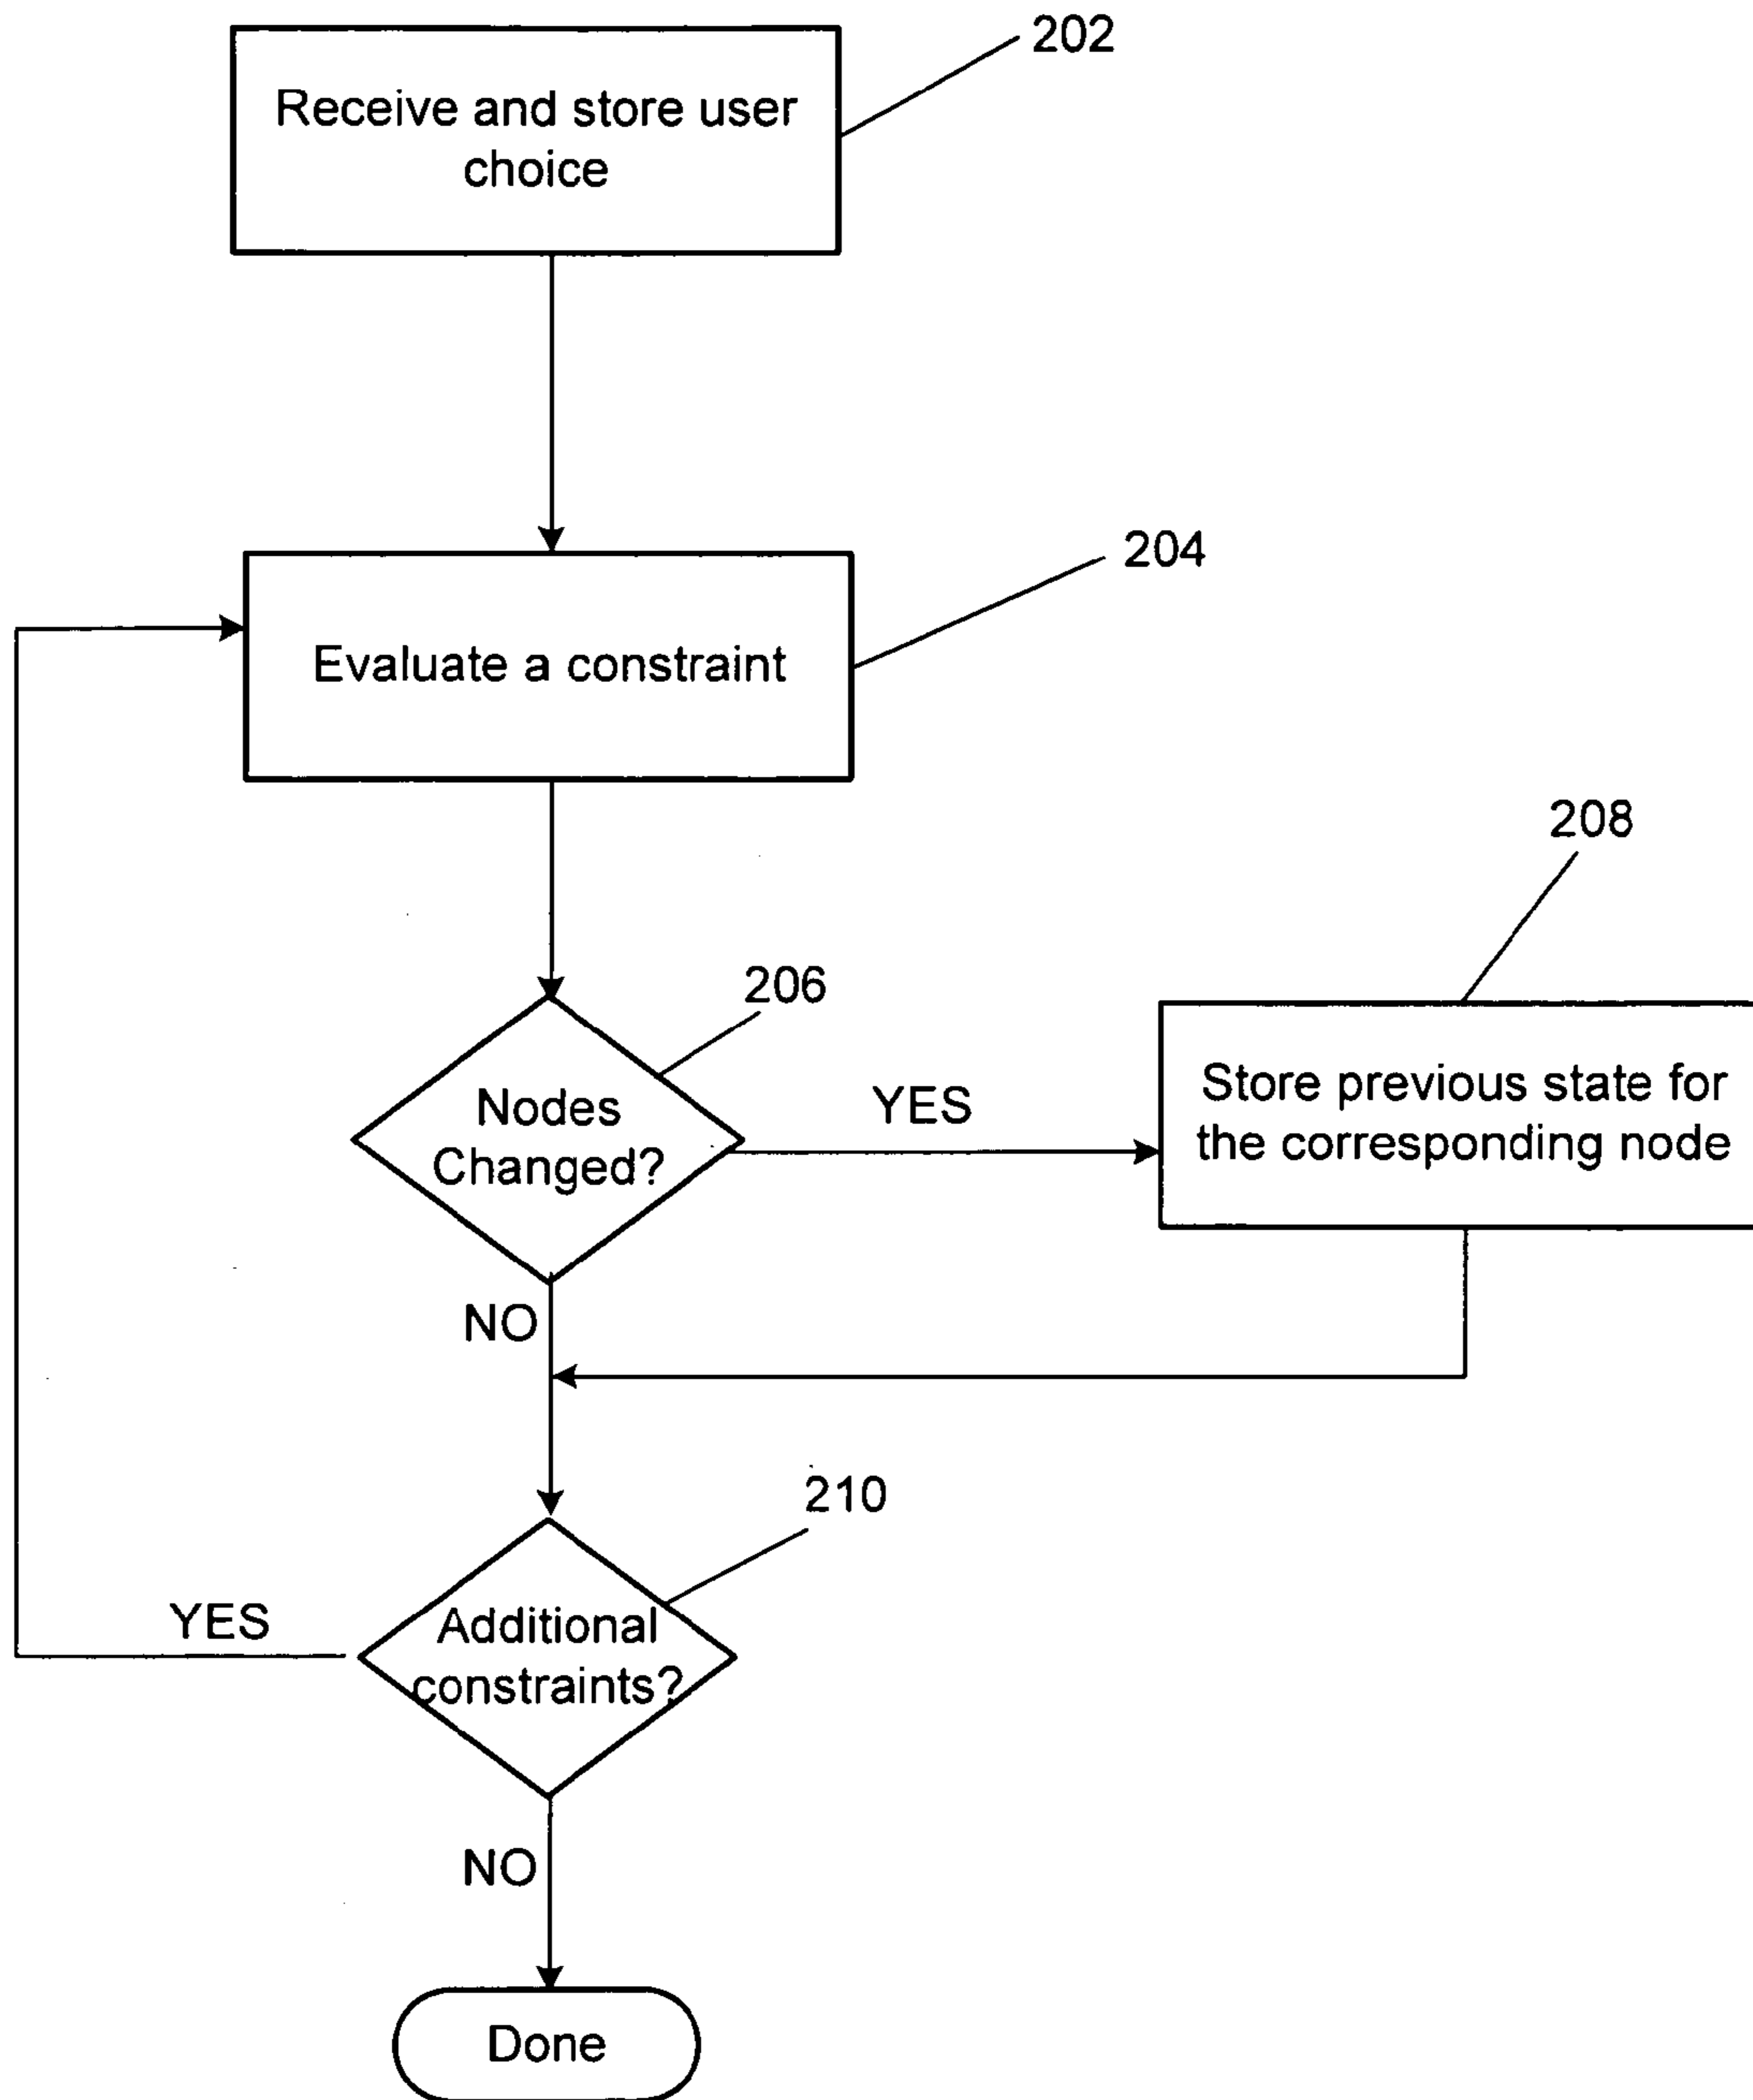 202
Receive and store user
choice
204
Evaluate a constraint
208
206
Store previous state for
the corresponding node
YES
Nodes
Changed?
NO
210
YES
Additional
constraints?
NO
Done